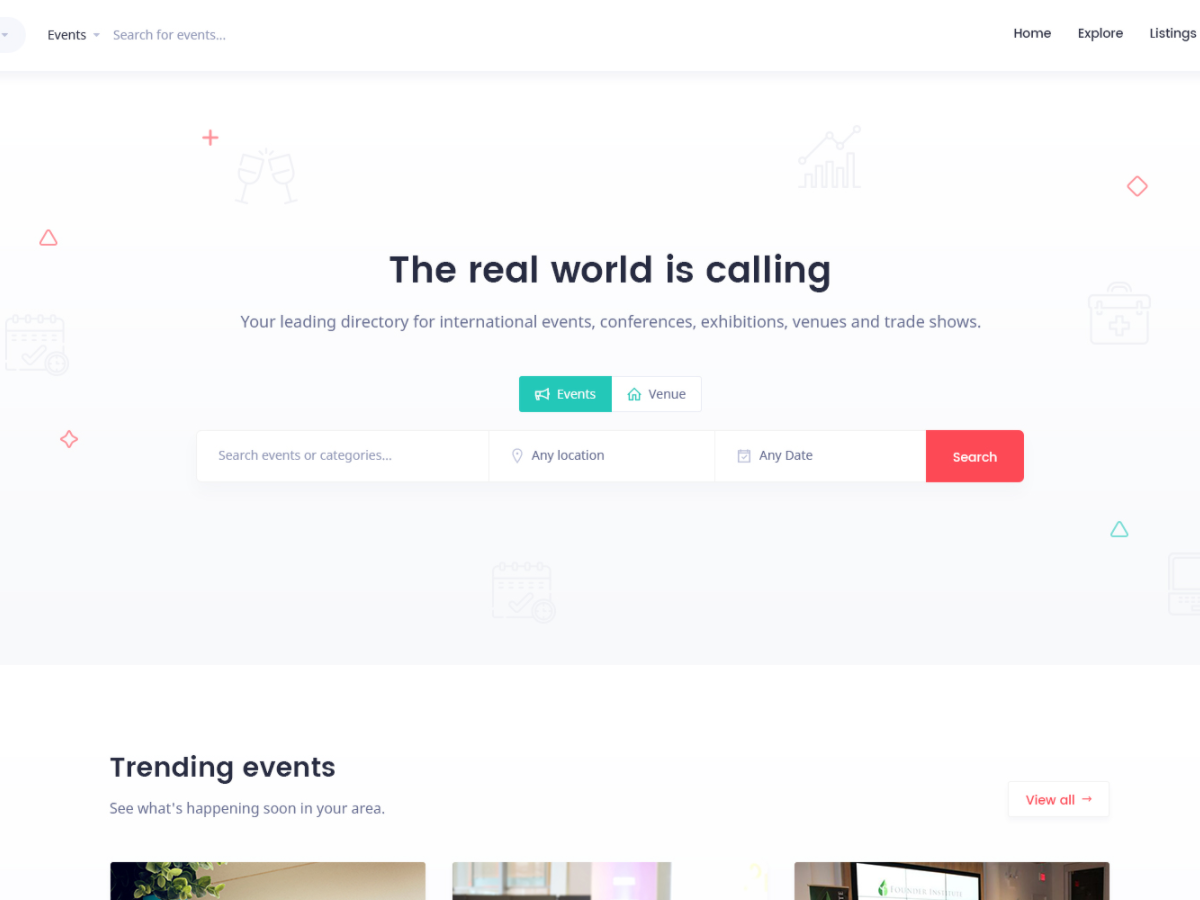 Events
Search for events...
Home
Explore
Listings
The real world is calling
Your leading directory for international events, conferences, exhibitions, venues and trade shows.
Events
Venue
Search events or categories...
Any location
Any Date
Search
Trending events
See what's happening soon in your area.
View all →
Founder Institute